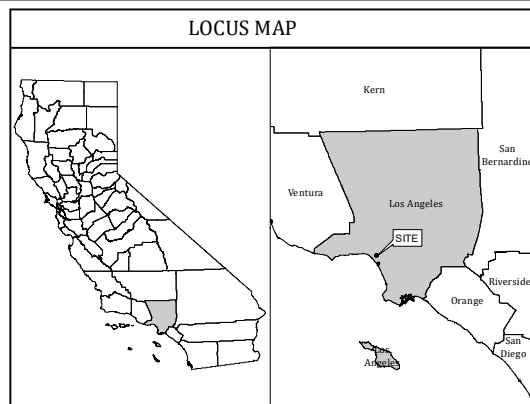 LOCUS MAP
Kern
San
Bernardino
Ventura
Los Angeles
SITE
Riverside
Orange
San
Diego
Los
Angeles